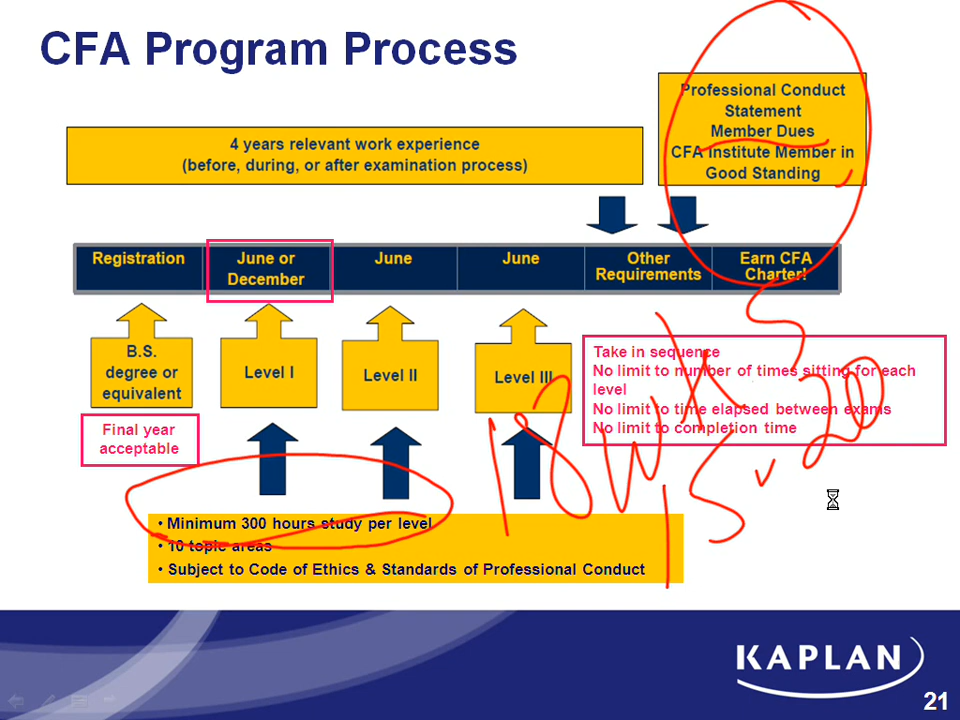 CFA Program Process
Professional Conduct
Statement
Member Dues
CFA Institute Member in
Good Standing
4 years relevant work experience
(before, during, or after examination process)
Registration
June or
December
June
June
Other
Requirements
Earn CFA
Charter!
B.S.
degree or
equivalent
Level I
Level II
Level III
Take in sequence
No limit to number of times sitting for each
level
No limit to time elapsed between exams
No limit to completion time
Final year
acceptable
18 wks
15 - 20
• Minimum 300 hours study per level
• 10 topic areas
• Subject to Code of Ethics & Standards of Professional Conduct
KAPLAN
21